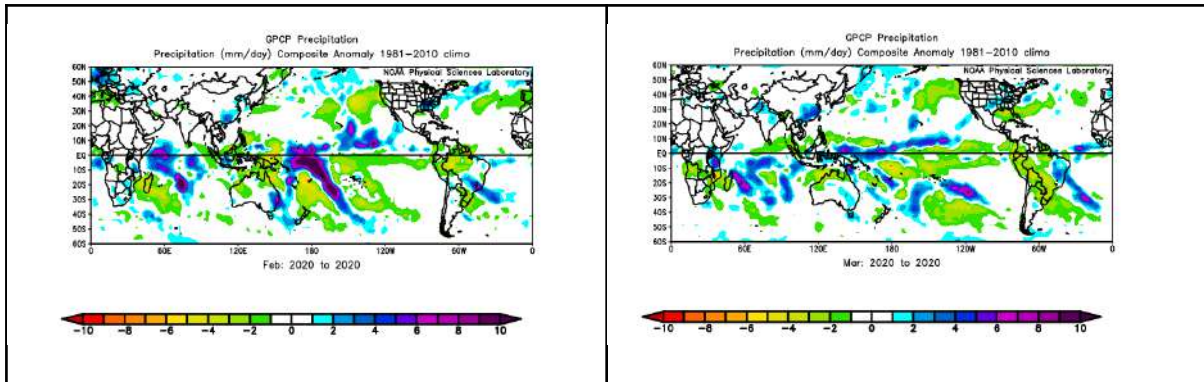 GPCP Precipitation
Precipitation (mm/day) Composite Anomaly 1981-2010 climo
NOAA Physical Sciences Laboratory
60N
50N
40N
30N
20N
10N
EQ
10S
20S
30S
40S
50S
60S
0 60E 120E 180 120W 60W 0
Feb: 2020 to 2020
-10 -8 -6 -4 -2 0 2 4 6 8 10
GPCP Precipitation
Precipitation (mm/day) Composite Anomaly 1981-2010 climo
NOAA Physical Sciences Laboratory
60N
50N
40N
30N
20N
10N
EQ
10S
20S
30S
40S
50S
60S
0 60E 120E 180 120W 60W 0
Mar: 2020 to 2020
-10 -8 -6 -4 -2 0 2 4 6 8 10